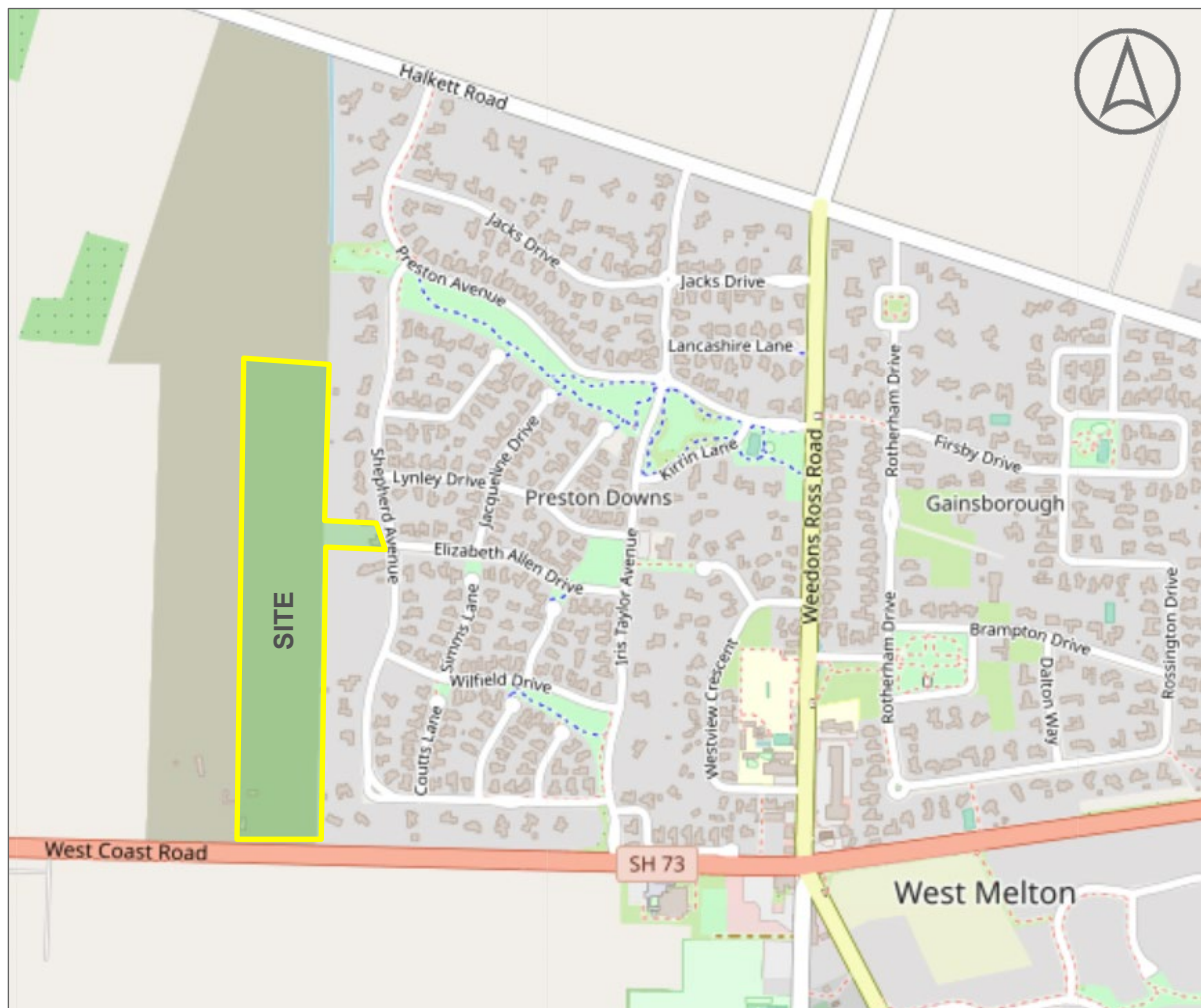 Halkett Road
Jacks Drive
Preston Avenue
Jacks Drive
Lancashire Lane
Rotherham Drive
Weedons Ross Road
Firsby Drive
Kirrin Lane
Jacqueline Drive
Shepherd Avenue
Lynley Drive
Preston Downs
Gainsborough
Elizabeth Allen Drive
Iris Taylor Avenue
SITE
Simms Lane
Wilfield Drive
Coutts Lane
Westview Crescent
Rotherham Drive
Brampton Drive
Dalton Way
Rossington Drive
West Coast Road
SH 73
West Melton